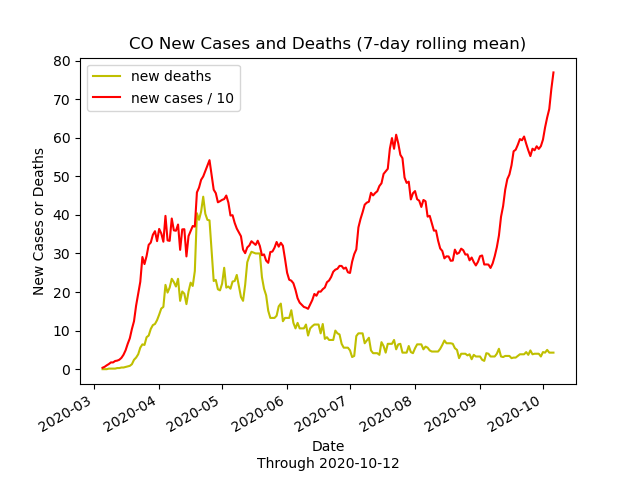 CO New Cases and Deaths (7-day rolling mean)
80
70
60
50
40
30
20
10
0
New Cases or Deaths
new deaths
new cases / 10
2020-03
2020-04
2020-05
2020-06
2020-07
2020-08
2020-09
2020-10
Date
Through 2020-10-12